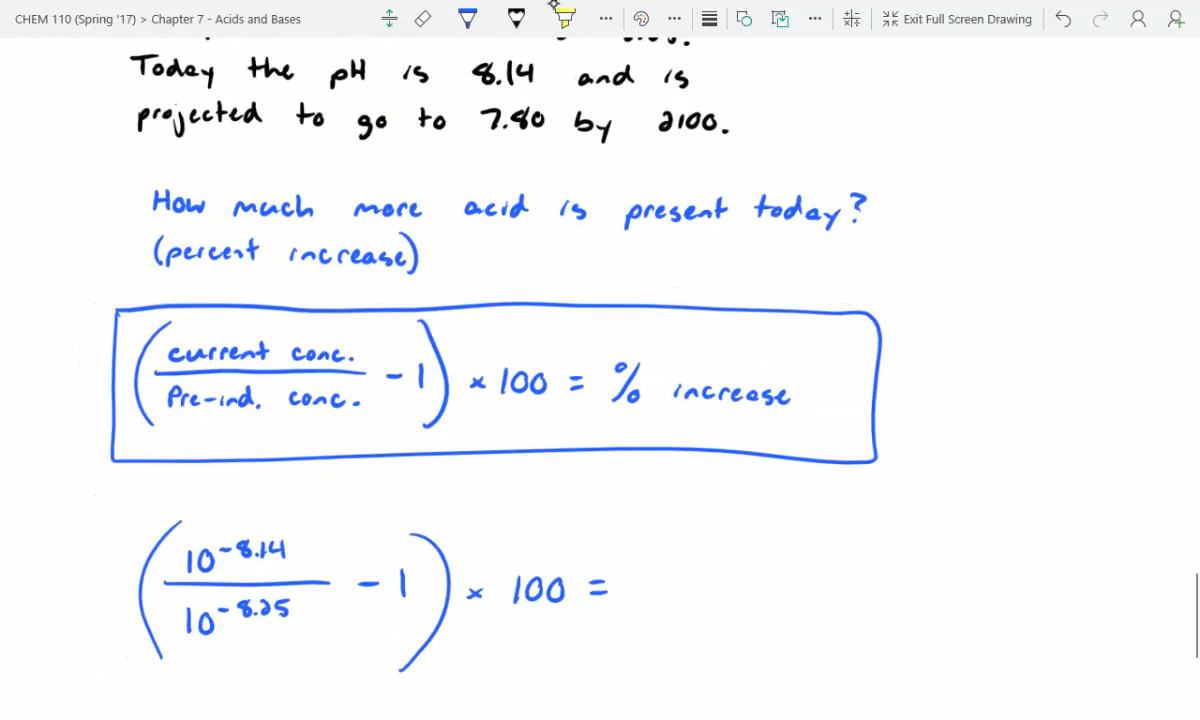 CHEM 110 (Spring '17) > Chapter 7 - Acids and Bases
Exit Full Screen Drawing
Today the pH is 8.14 and is
projected to go to 7.80 by 2100.
How much more acid is present today?
(percent increase)
(current conc. / Pre-ind. conc. - 1) × 100 = % increase
(10^-8.14 / 10^-8.25 - 1) × 100 =